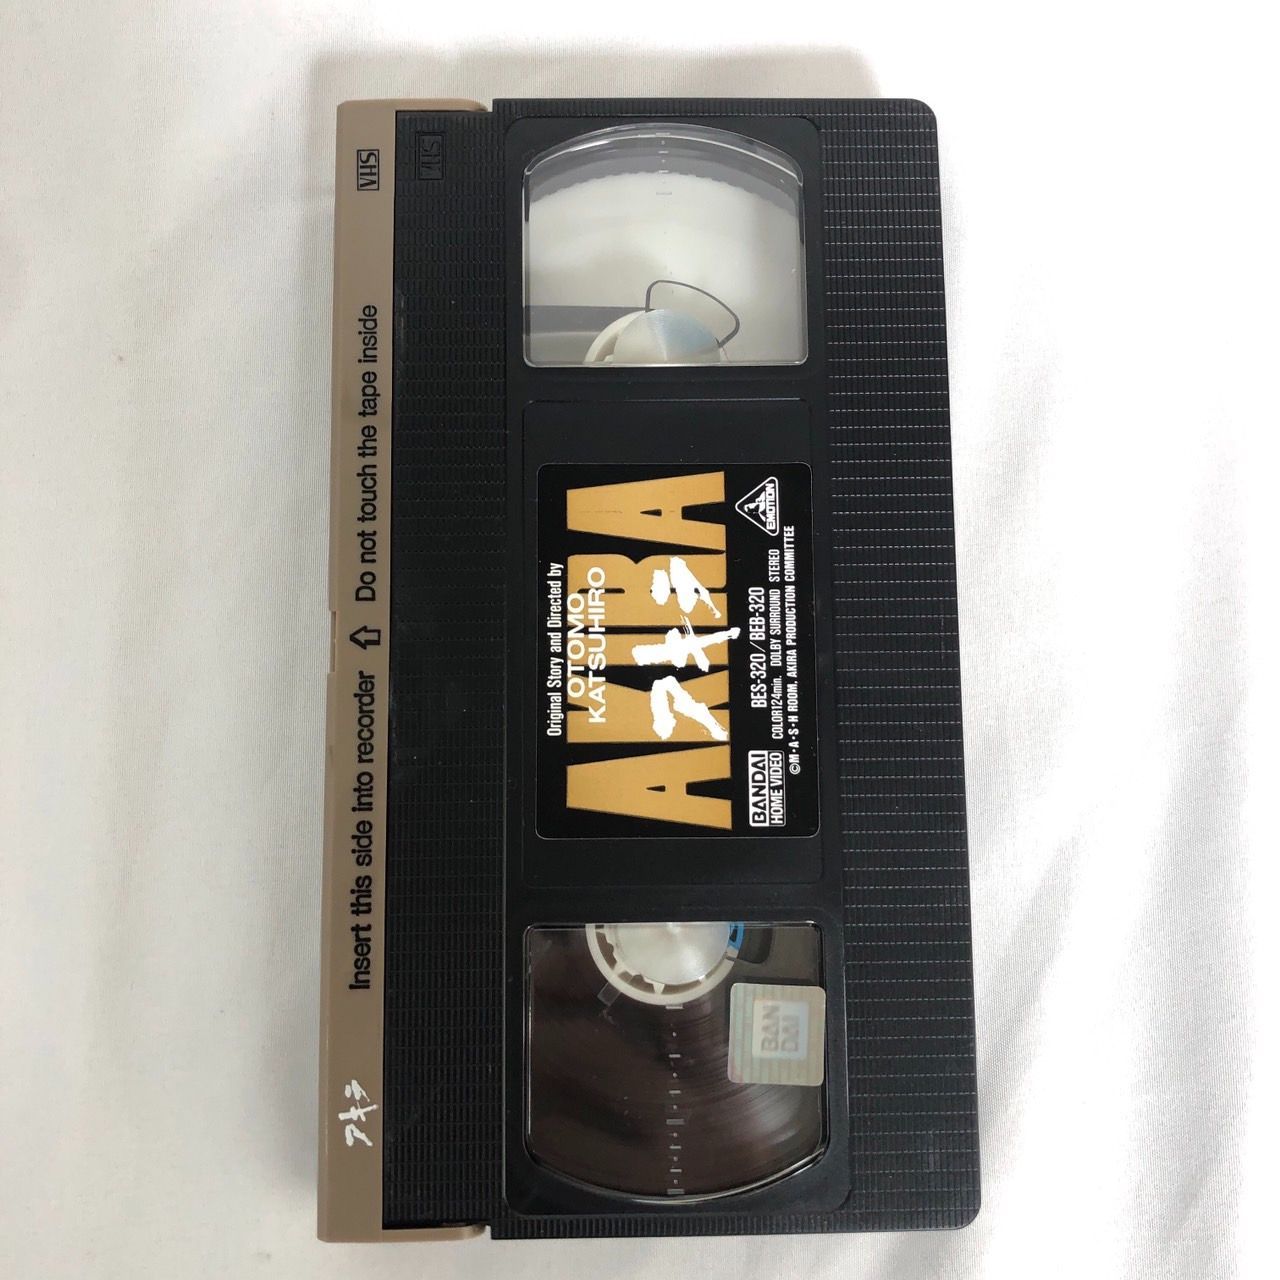 アキラ
Insert this side into recorder ⇧ Do not touch the tape inside
VHS
VHS
Original Story and Directed by
OTOMO
KATSUHIRO
AKIRA
アキラ
BANDAI
HOME VIDEO
BES-320/BEB-320
COLOR124min. DOLBY SURROUND STEREO
©M・A・S・H ROOM, AKIRA PRODUCTION COMMITTEE
EMOTION
BAN
DAI